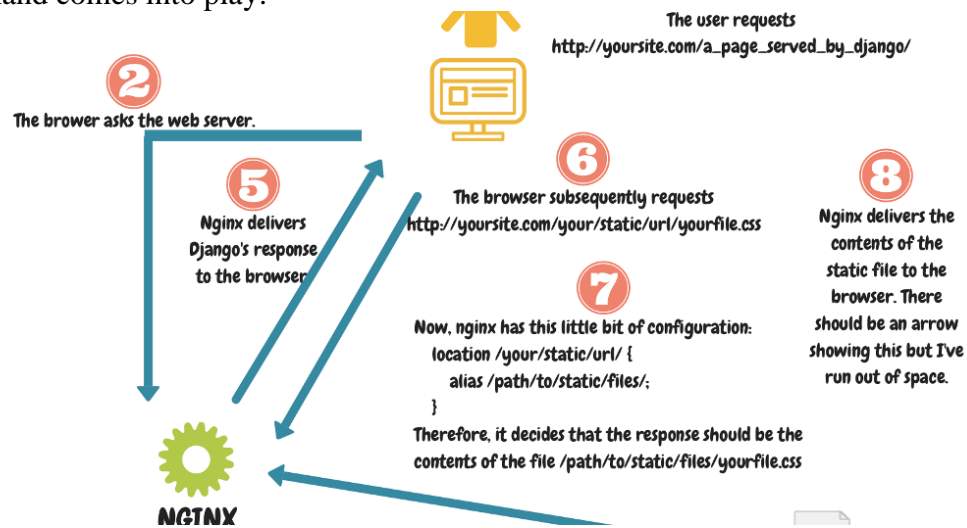 and comes into play.
The user requests
http://yoursite.com/a_page_served_by_django/
2
The brower asks the web server.
5
Nginx delivers
Django's response
to the browser
6
The browser subsequently requests
http://yoursite.com/your/static/url/yourfile.css
7
Now, nginx has this little bit of configuration:
location /your/static/url/ {
alias /path/to/static/files/;
}
Therefore, it decides that the response should be the
contents of the file /path/to/static/files/yourfile.css
8
Nginx delivers the
contents of the
static file to the
browser. There
should be an arrow
showing this but I've
run out of space.
NGINX